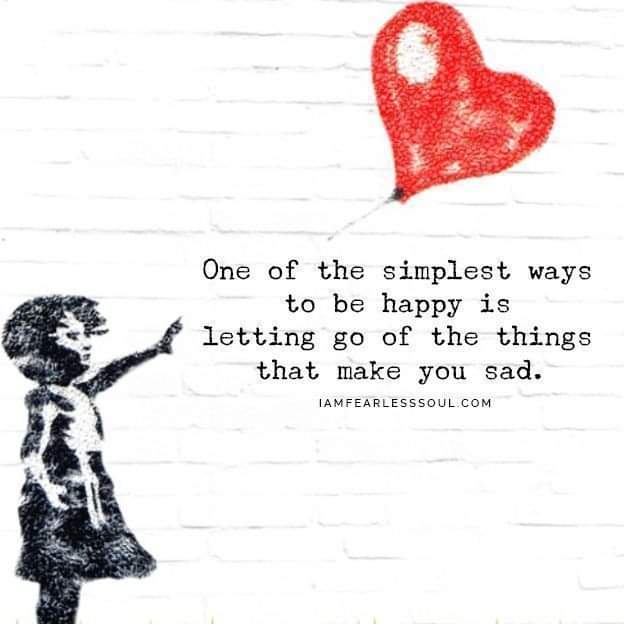 One of the simplest ways
to be happy is
letting go of the things
that make you sad.
IAMFEARLESSSOUL.COM